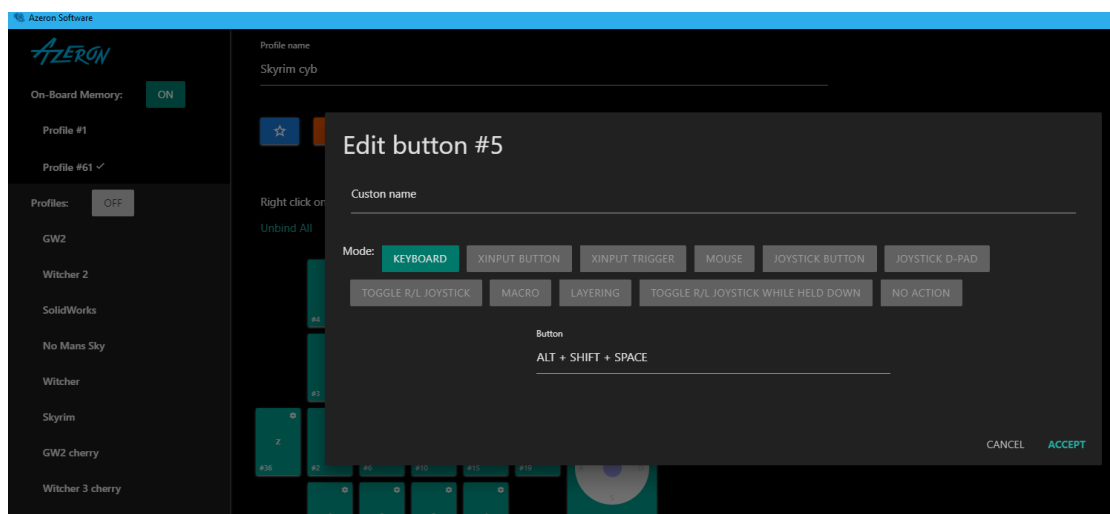 Azeron Software
AZERON
On-Board Memory: ON
Profile #1
Profile #61
Profiles: OFF
GW2
Witcher 2
SolidWorks
No Mans Sky
Witcher
Skyrim
GW2 cherry
Witcher 3 cherry
Profile name
Skyrim cyb
Right click on
Unbind All
Edit button #5
Custon name
Mode: KEYBOARD XINPUT BUTTON XINPUT TRIGGER MOUSE JOYSTICK BUTTON JOYSTICK D-PAD
TOGGLE R/L JOYSTICK MACRO LAYERING TOGGLE R/L JOYSTICK WHILE HELD DOWN NO ACTION
Button
ALT + SHIFT + SPACE
CANCEL ACCEPT
#4
#3
Z
#36 #2 #6 #10 #15 #19